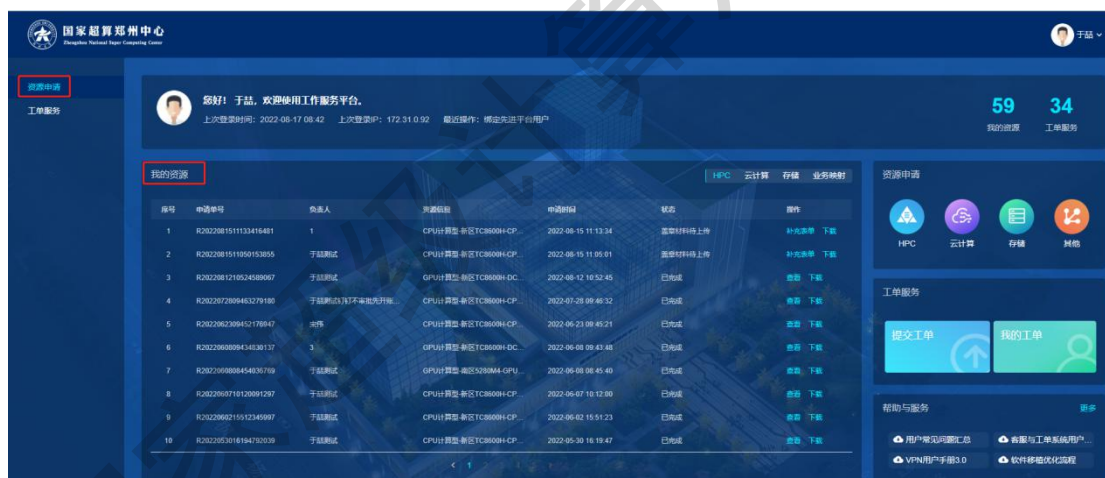 国家超算郑州中心
Zhengzhou National Super Computing Center
于喆
资源申请
工单服务
您好！于喆，欢迎使用工作服务平台。
上次登录时间：2022-08-17 08:42 上次登录IP：172.31.0.92 最近操作：绑定先进平台用户
59 34
我的资源 工单服务
我的资源
HPC 云计算 存储 业务映射
序号 申请单号 负责人 资源信息 申请时间 状态 操作
1 R2022081511133416481 1 CPU计算型-新区TC8600H-CP... 2022-08-15 11:13:34 盖章材料待上传 补充表单 下载
2 R2022081511050153855 于喆测试 CPU计算型-新区TC8600H-CP... 2022-08-15 11:05:01 盖章材料待上传 补充表单 下载
3 R2022081210524589067 于喆测试 GPU计算型-新区TC8600H-DC... 2022-08-12 10:52:45 已完成 查看 下载
4 R2022072809463279180 于喆测试钉钉不审批先开账... CPU计算型-新区TC8600H-CP... 2022-07-28 09:46:32 已完成 查看 下载
5 R2022062309452176847 CPU计算型-新区TC8600H-CP... 2022-06-23 09:45:21 已完成 查看 下载
6 R2022060809434830137 3 GPU计算型-新区TC8600H-DC... 2022-06-08 09:43:48 已完成 查看 下载
7 R2022060808454036769 于喆测试 GPU计算型-南区5280M4-GPU... 2022-06-08 08:45:40 已完成 查看 下载
8 R2022060710120091297 于喆测试 CPU计算型-新区TC8600H-CP... 2022-06-07 10:12:00 已完成 查看 下载
9 R2022060215512345997 于喆测试 CPU计算型-新区TC8600H-CP... 2022-06-02 15:51:23 已完成 查看 下载
10 R2022053016194792039 于喆测试 CPU计算型-新区TC8600H-CP... 2022-05-30 16:19:47 已完成 查看 下载
< 1 2 3 4 5 6 >
资源申请
HPC 云计算 存储 其他
工单服务
提交工单 我的工单
帮助与服务 更多
用户常见问题汇总 客服与工单系统用户...
VPN用户手册3.0 软件移植优化流程